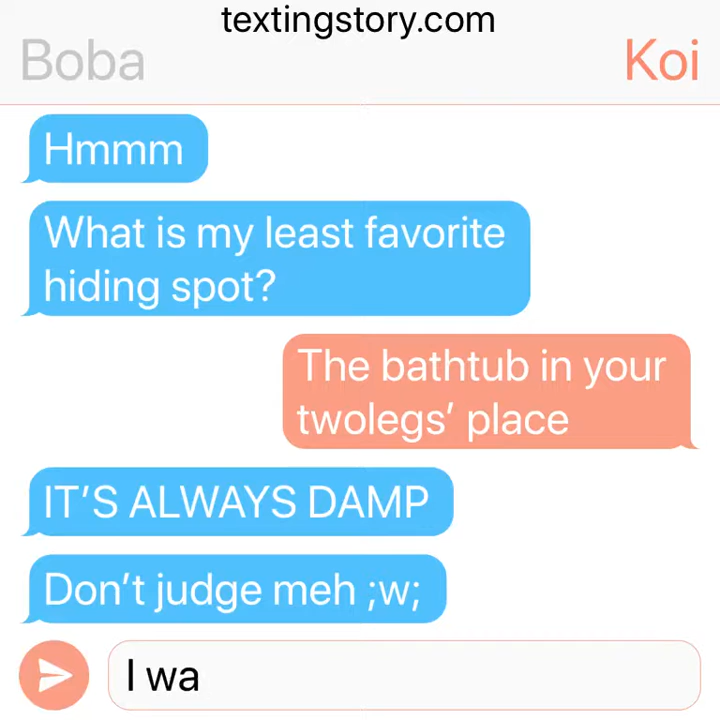 textingstory.com
Boba
Koi
Hmmm
What is my least favorite
hiding spot?
The bathtub in your
twolegs’ place
IT’S ALWAYS DAMP
Don’t judge meh ;w;
I wa